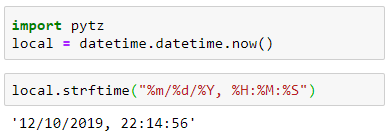 import pytz
local = datetime.datetime.now()
local.strftime("%m/%d/%Y, %H:%M:%S")
'12/10/2019, 22:14:56'